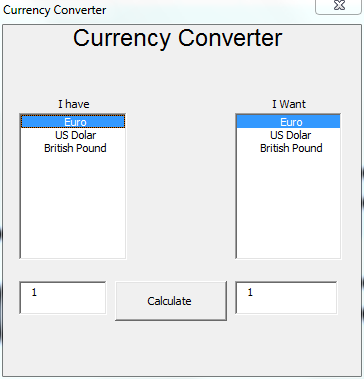 Currency Converter
Currency Converter
I have
I Want
Euro
US Dolar
British Pound
Euro
US Dolar
British Pound
1
Calculate
1